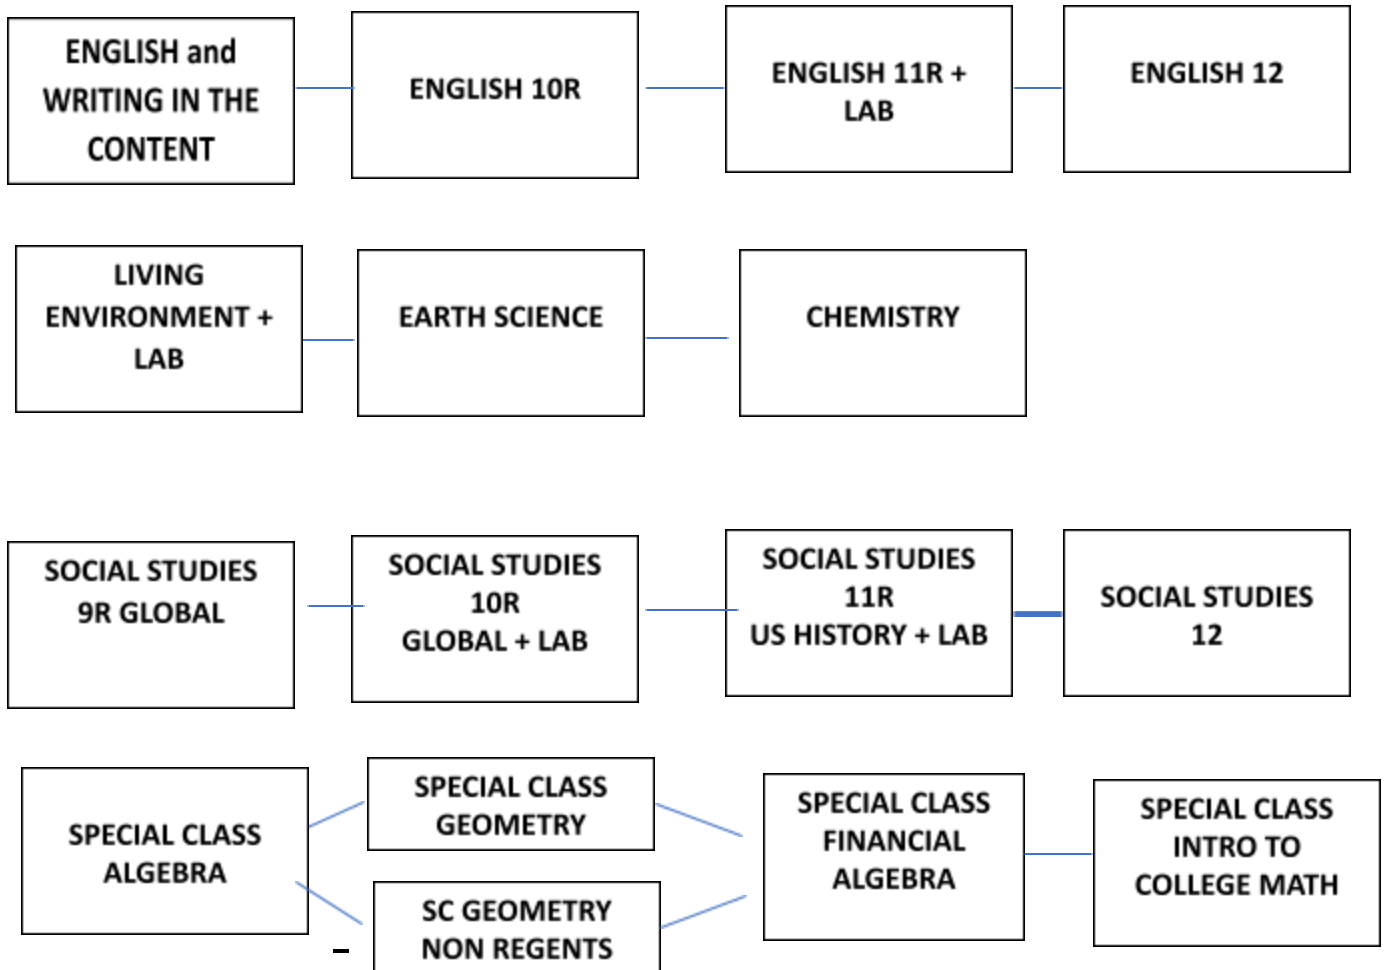 ENGLISH and
WRITING IN THE
CONTENT
ENGLISH 10R
ENGLISH 11R +
LAB
ENGLISH 12
LIVING
ENVIRONMENT +
LAB
EARTH SCIENCE
CHEMISTRY
SOCIAL STUDIES
9R GLOBAL
SOCIAL STUDIES
10R
GLOBAL + LAB
SOCIAL STUDIES
11R
US HISTORY + LAB
SOCIAL STUDIES
12
SPECIAL CLASS
ALGEBRA
SPECIAL CLASS
GEOMETRY
SC GEOMETRY
NON REGENTS
SPECIAL CLASS
FINANCIAL
ALGEBRA
SPECIAL CLASS
INTRO TO
COLLEGE MATH